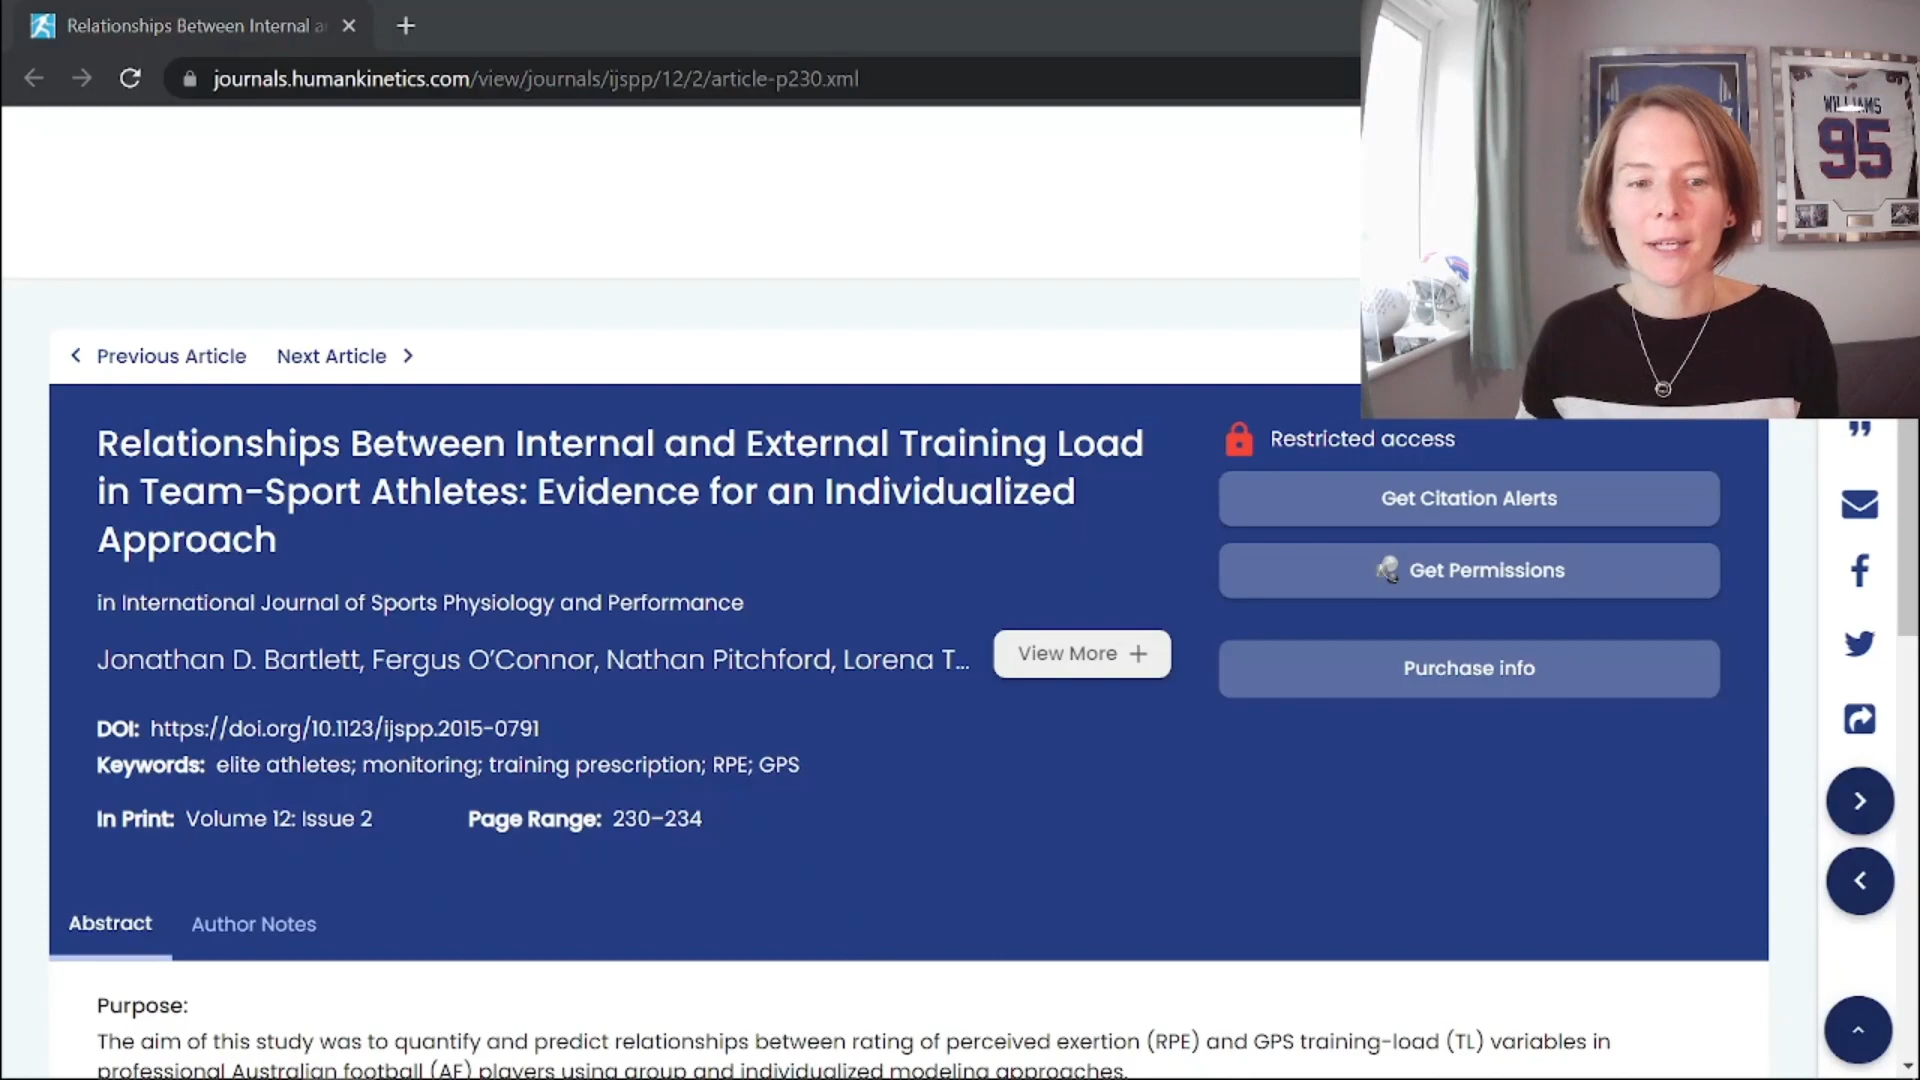 Relationships Between Internal a
journals.humankinetics.com/view/journals/ijspp/12/2/article-p230.xml
WILLIAMS
95
Previous Article
Next Article
Relationships Between Internal and External Training Load
in Team-Sport Athletes: Evidence for an Individualized
Approach
in International Journal of Sports Physiology and Performance
Jonathan D. Bartlett, Fergus O’Connor, Nathan Pitchford, Lorena T...
View More +
DOI: https://doi.org/10.1123/ijspp.2015-0791
Keywords: elite athletes; monitoring; training prescription; RPE; GPS
In Print: Volume 12: Issue 2
Page Range: 230–234
Restricted access
Get Citation Alerts
Get Permissions
Purchase info
Abstract
Author Notes
Purpose:
The aim of this study was to quantify and predict relationships between rating of perceived exertion (RPE) and GPS training-load (TL) variables in
professional Australian football (AF) players using group and individualized modeling approaches.